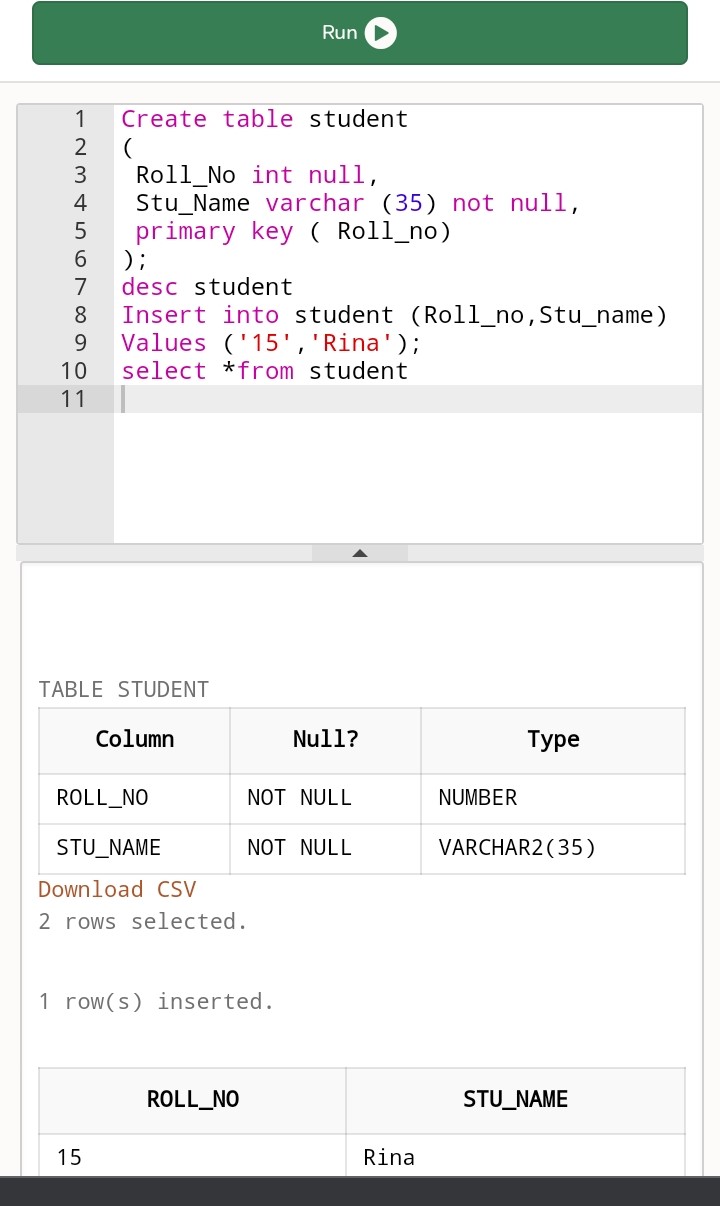 Run
1 Create table student
2 (
3 Roll_No int null,
4 Stu_Name varchar (35) not null,
5 primary key ( Roll_no)
6 );
7 desc student
8 Insert into student (Roll_no,Stu_name)
9 Values ('15','Rina');
10 select *from student
11
TABLE STUDENT
Column Null? Type
ROLL_NO NOT NULL NUMBER
STU_NAME NOT NULL VARCHAR2(35)
Download CSV
2 rows selected.
1 row(s) inserted.
ROLL_NO STU_NAME
15 Rina